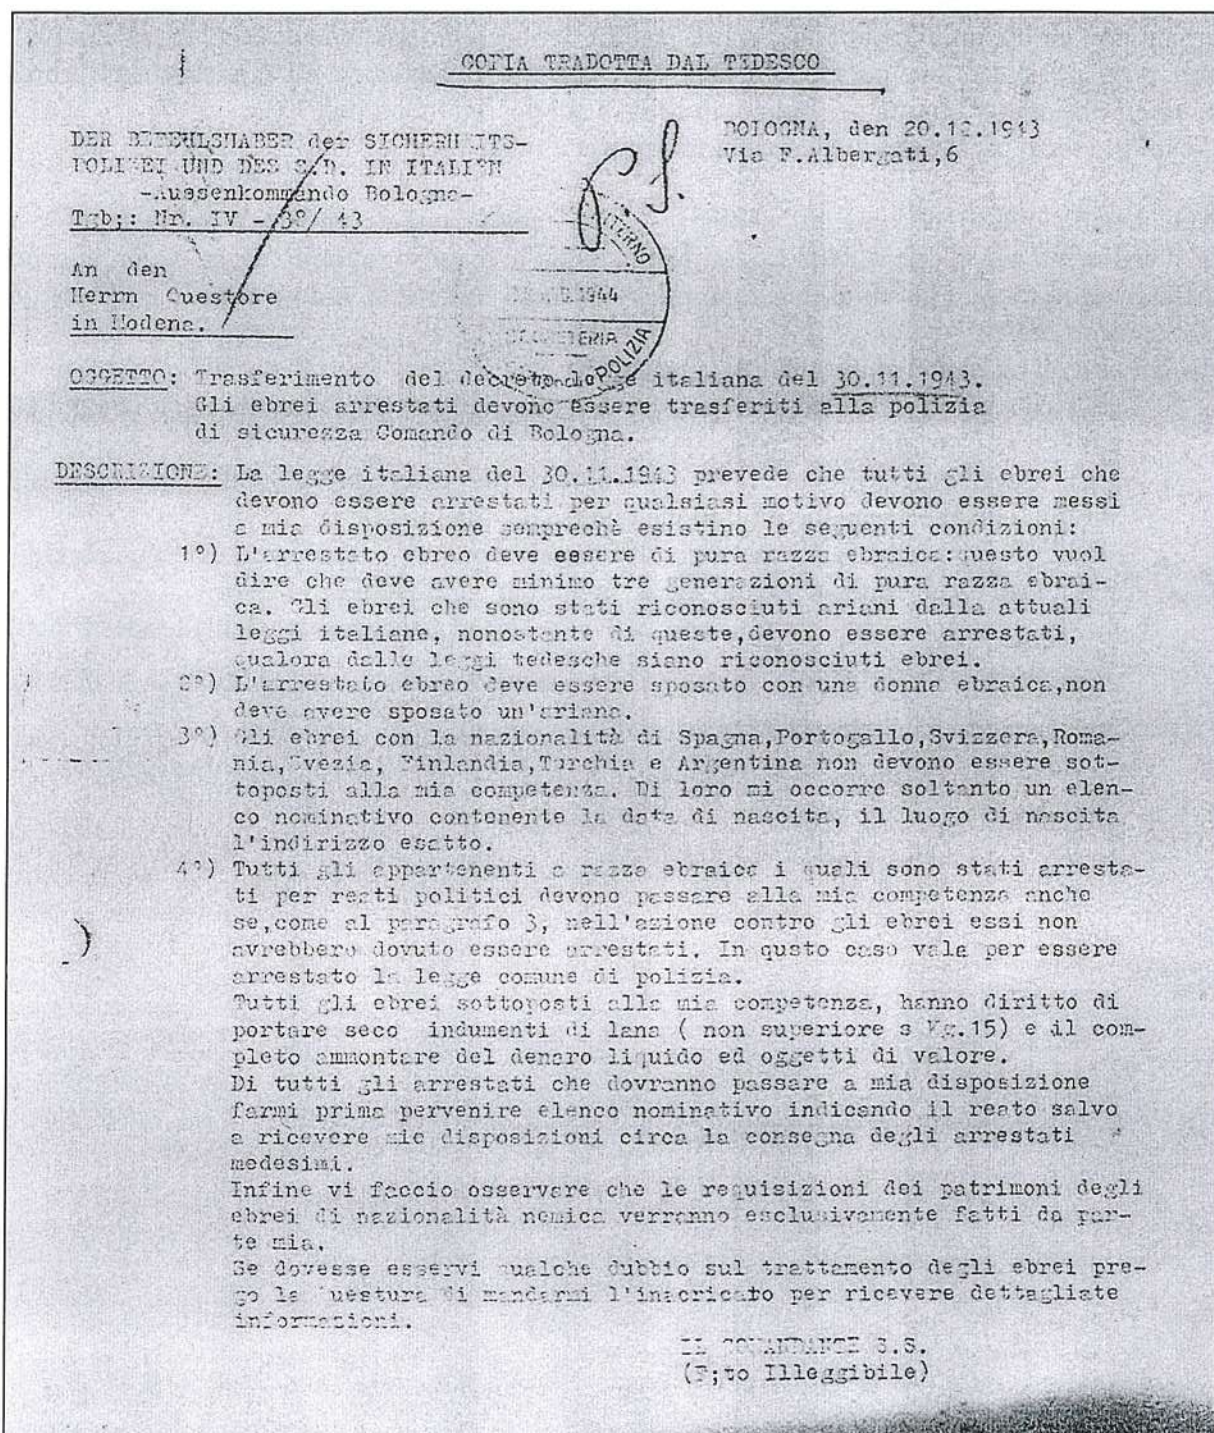 COPIA TRADOTTA DAL TEDESCO
DER BEFEHLSHABER der SICHERHEITS-
POLIZEI UND DES S.D. IN ITALIEN
-Aussenkommando Bologna-
Tgb;: Nr. IV - 38/ 43
BOLOGNA, den 20.12.1943
Via F.Albergati,6
An den
Herrn Questore
in Modena.
INTERNO
1944
POLIZIA
OGGETTO: Trasferimento del decreto legge italiana del 30.11.1943.
Gli ebrei arrestati devono essere trasferiti alla polizia
di sicurezza Comando di Bologna.
DESCRIZIONE: La legge italiana del 30.11.1943 prevede che tutti gli ebrei che
devono essere arrestati per qualsiasi motivo devono essere messi
a mia disposizione semprechè esistino le seguenti condizioni:
1°) L'arrestato ebreo deve essere di pura razza ebraica:questo vuol
dire che deve avere minimo tre generazioni di pura razza ebrai-
ca. Gli ebrei che sono stati riconosciuti ariani dalla attuali
leggi italiane, nonostante di queste,devono essere arrestati,
qualora dalle leggi tedesche siano riconosciuti ebrei.
2°) L'arrestato ebreo deve essere sposato con una donna ebraica,non
deve avere sposato un'ariana.
3°) Gli ebrei con la nazionalità di Spagna,Portogallo,Svizzera,Roma-
nia,Svezia, Finlandia,Turchia e Argentina non devono essere sot-
toposti alla mia competenza. Di loro mi occorre soltanto un elen-
co nominativo contenente la data di nascita, il luogo di nascita
l'indirizzo esatto.
4°) Tutti gli appartenenti a razza ebraica i quali sono stati arresta-
ti per reati politici devono passare alla mia competenza anche
se,come al paragrafo 3, nell'azione contro gli ebrei essi non
avrebbero dovuto essere arrestati. In qusto caso vale per essere
arrestato la legge comune di polizia.
Tutti gli ebrei sottoposti alla mia competenza, hanno diritto di
portare seco indumenti di lana ( non superiore a Kg.15) e il com-
pleto ammontare del denaro liquido ed oggetti di valore.
Di tutti gli arrestati che dovranno passare a mia disposizione
farmi prima pervenire elenco nominativo indicando il reato salvo
a ricevere mie disposizioni circa la consegna degli arrestati
medesimi.
Infine vi faccio osservare che le requisizioni dei patrimoni degli
ebrei di nazionalità nemica verranno esclusivamente fatti da par-
te mia.
Se dovesse esservi qualche dubbio sul trattamento degli ebrei pre-
go la Questura di mandarmi l'inacricato per ricevere dettagliate
informazioni.
IL COMANDANTE S.S.
(F;to Illeggibile)